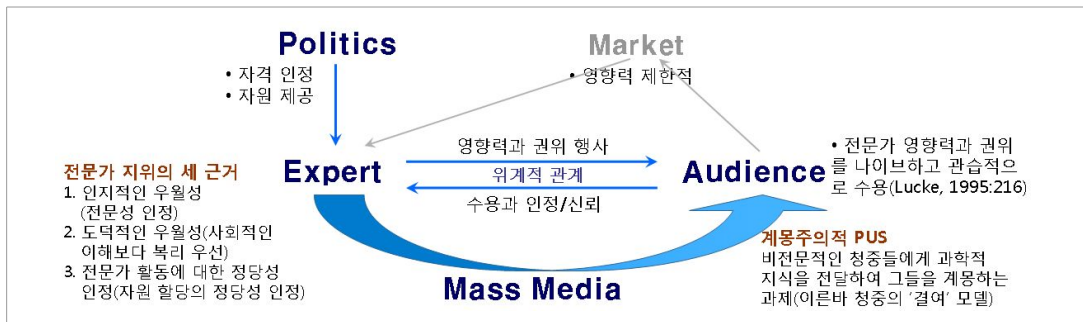 Politics
• 자격 인정
• 자원 제공
Market
• 영향력 제한적
전문가 지위의 세 근거
1. 인지적인 우월성
(전문성 인정)
2. 도덕적인 우월성(사회적인
이해보다 복리 우선)
3. 전문가 활동에 대한 정당성
인정(자원 할당의 정당성 인정)
Expert
영향력과 권위 행사
위계적 관계
수용과 인정/신뢰
Audience
• 전문가 영향력과 권위
를 나이브하고 관습적으
로 수용(Lucke, 1995:216)
Mass Media
계몽주의적 PUS
비전문적인 청중들에게 과학적
지식을 전달하여 그들을 계몽하는
과제(이른바 청중의 '결여' 모델)